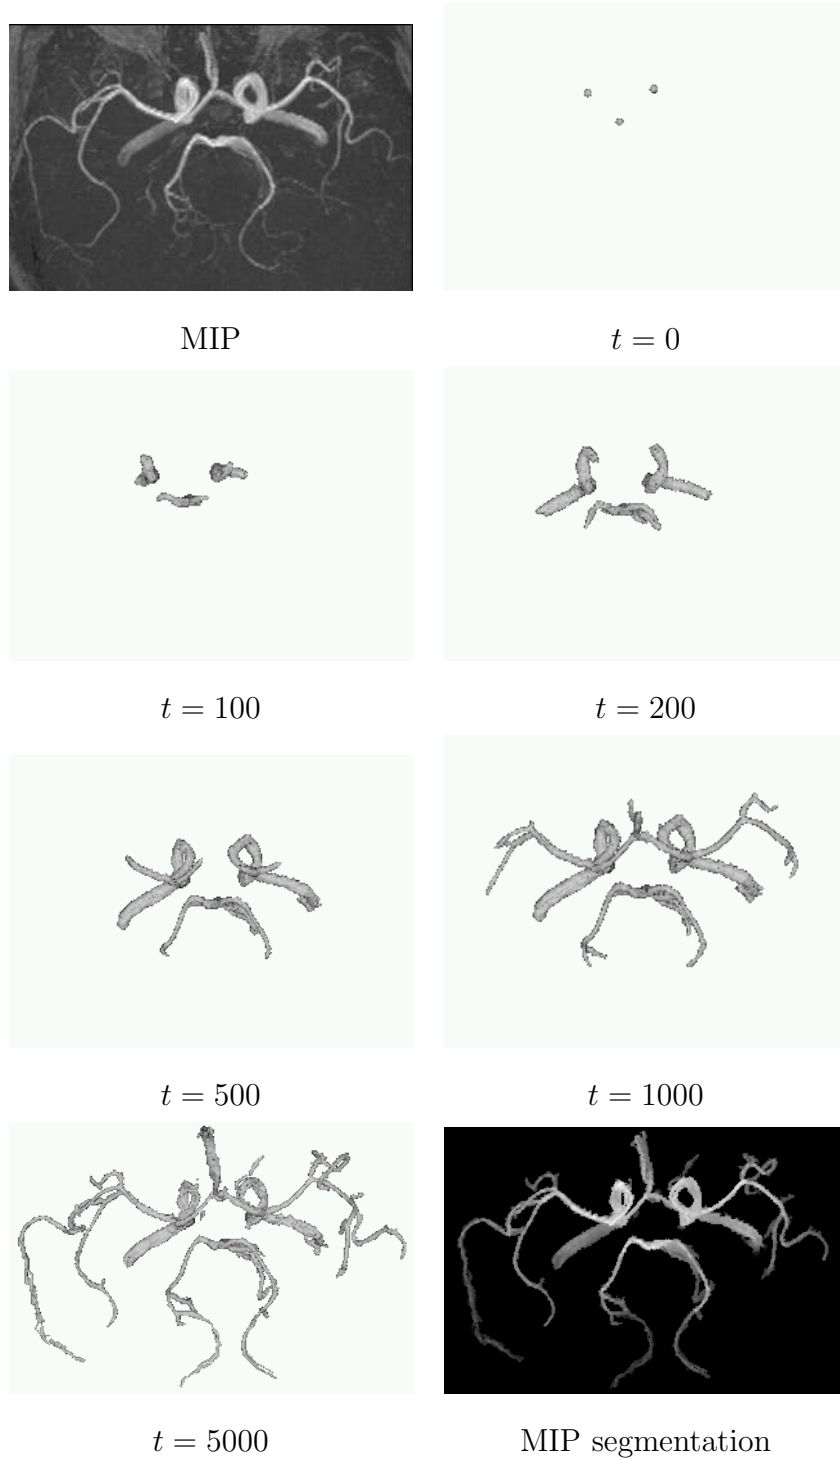 MIP
t = 0
t = 100
t = 200
t = 500
t = 1000
t = 5000
MIP segmentation